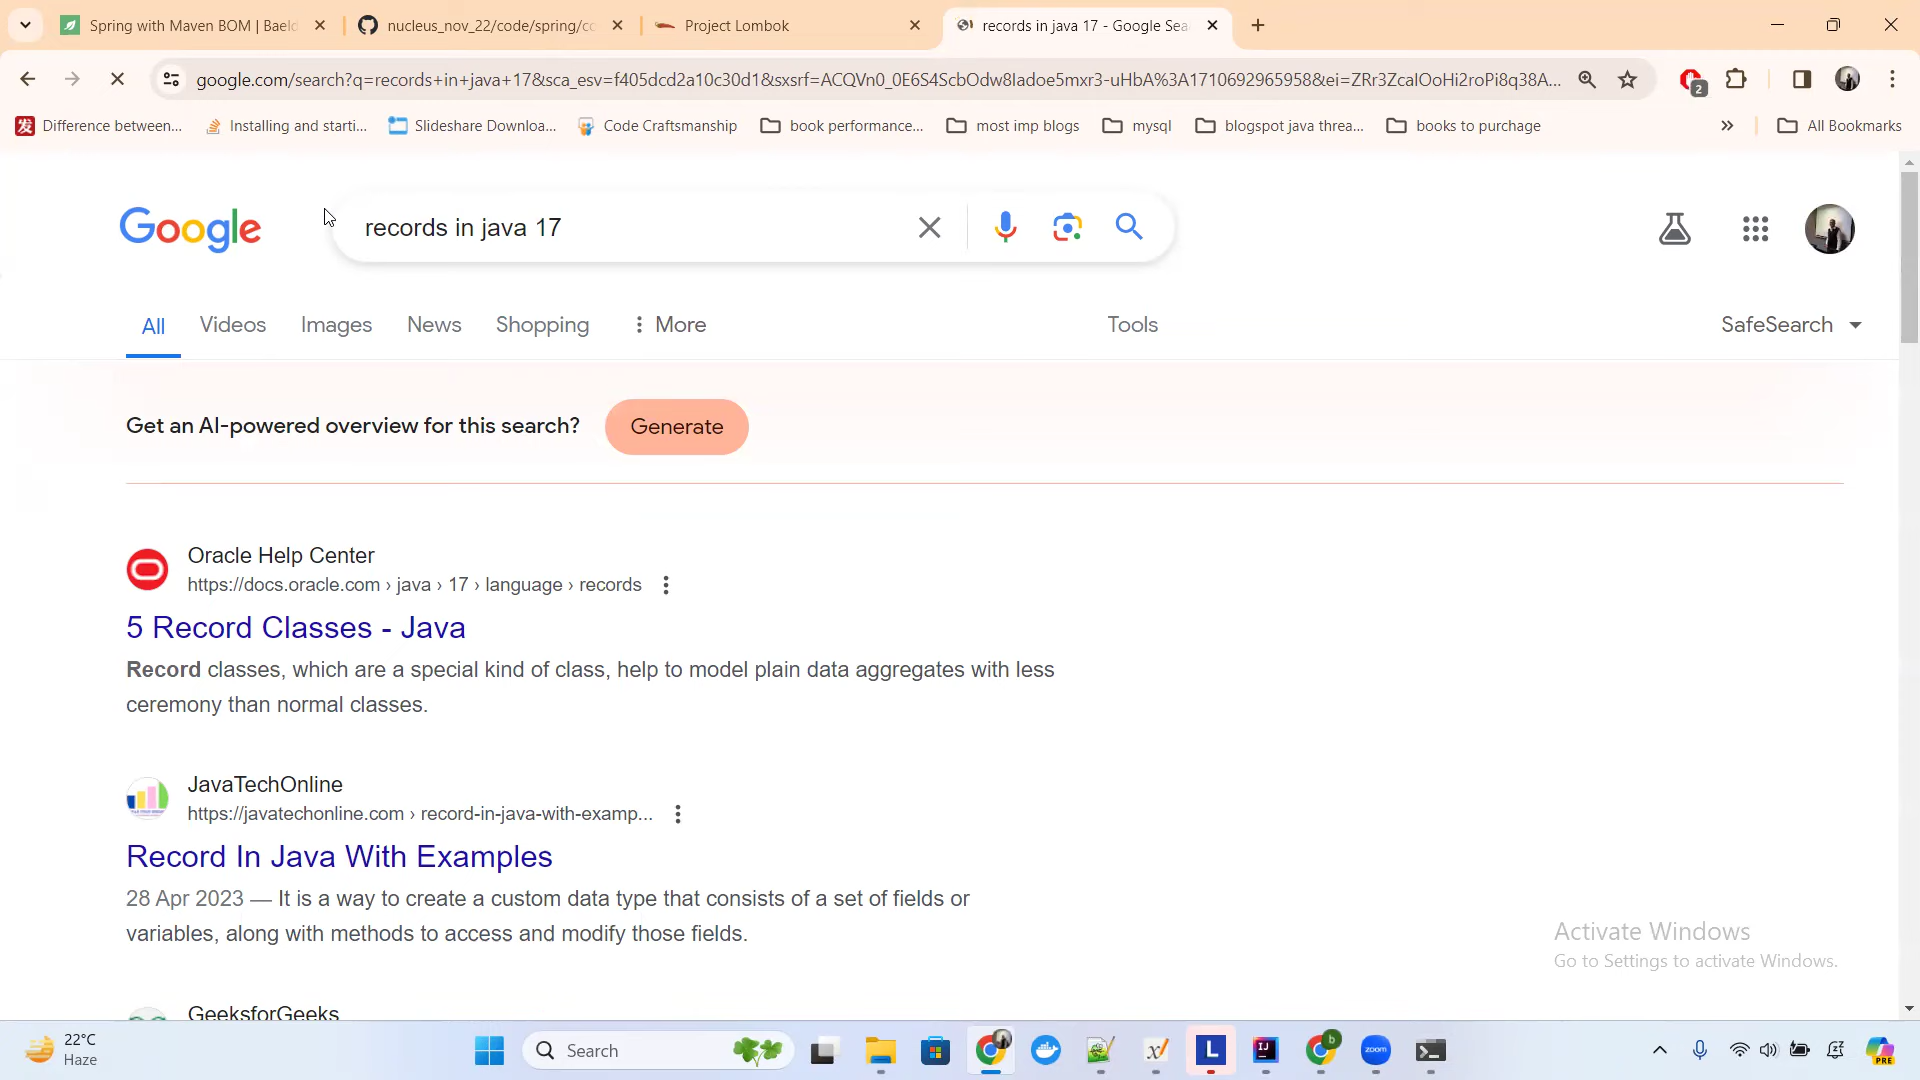 Spring with Maven BOM | Baeld
nucleus_nov_22/code/spring/co
Project Lombok
records in java 17 - Google Sea
google.com/search?q=records+in+java+17&sca_esv=f405dcd2a10c30d1&sxsrf=ACQVn0_0E6S4ScbOdw8Iadoe5mxr3-uHbA%3A1710692965958&ei=ZRr3ZcaIOoHi2roPi8q38A...
2
Difference between...
Installing and starti...
Slideshare Downloa...
Code Craftsmanship
book performance...
most imp blogs
mysql
blogspot java threa...
books to purchage
All Bookmarks
Google
records in java 17
All
Videos
Images
News
Shopping
More
Tools
SafeSearch
Get an AI-powered overview for this search?
Generate
Oracle Help Center
https://docs.oracle.com › java › 17 › language › records
5 Record Classes - Java
Record classes, which are a special kind of class, help to model plain data aggregates with less
ceremony than normal classes.
JavaTechOnline
https://javatechonline.com › record-in-java-with-examp...
Record In Java With Examples
28 Apr 2023 — It is a way to create a custom data type that consists of a set of fields or
variables, along with methods to access and modify those fields.
GeeksforGeeks
Activate Windows
Go to Settings to activate Windows.
22°C
Haze
Search
L
IJ
b
zoom
PRE